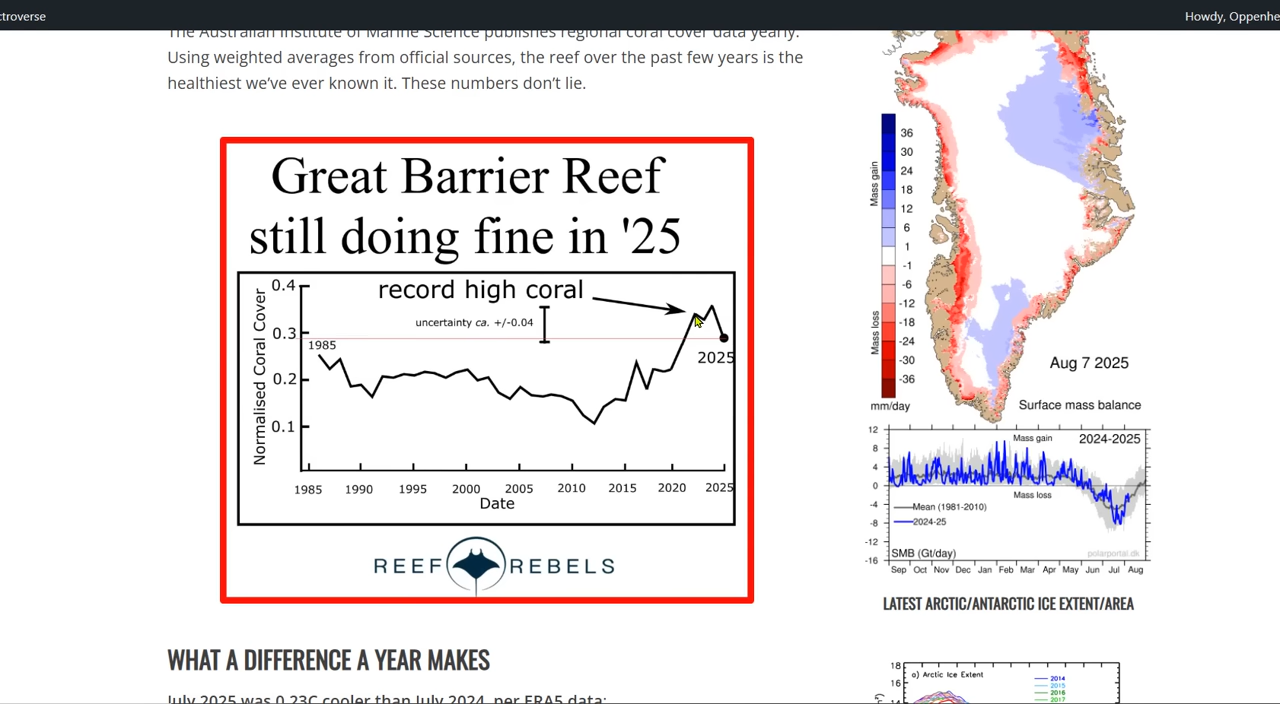 ctroverse
Howdy, Oppenhe
The Australian Institute of Marine Science publishes regional coral cover data yearly.
Using weighted averages from official sources, the reef over the past few years is the
healthiest we've ever known it. These numbers don't lie.
Great Barrier Reef
still doing fine in '25
record high coral
uncertainty ca. +/-0.04
1985
2025
Normalised Coral Cover
0.4
0.3
0.2
0.1
1985 1990 1995 2000 2005 2010 2015 2020 2025
Date
REEF REBELS
WHAT A DIFFERENCE A YEAR MAKES
July 2025 was 0.23C cooler than July 2024, per ERA5 data:
Mass gain
Mass loss
36
30
24
18
12
6
1
-1
-6
-12
-18
-24
-30
-36
mm/day
Aug 7 2025
Surface mass balance
12
8
4
0
-4
-8
-12
-16
Mass gain
2024-2025
Mass loss
Mean (1981-2010)
2024-25
SMB (Gt/day)
polarportal.dk
Sep Oct Nov Dec Jan Feb Mar Apr May Jun Jul Aug
LATEST ARCTIC/ANTARCTIC ICE EXTENT/AREA
18
16
14
a) Arctic Ice Extent
2014
2015
2016
2017